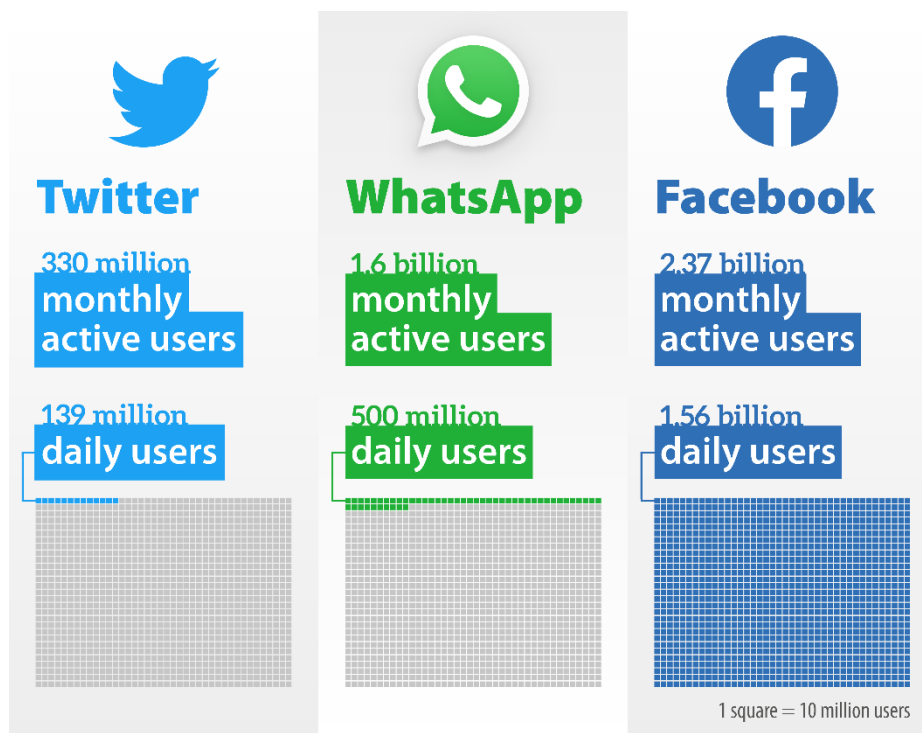 Twitter
330 million
monthly
active users
139 million
daily users
WhatsApp
1.6 billion
monthly
active users
500 million
daily users
Facebook
2.37 billion
monthly
active users
1.56 billion
daily users
1 square = 10 million users